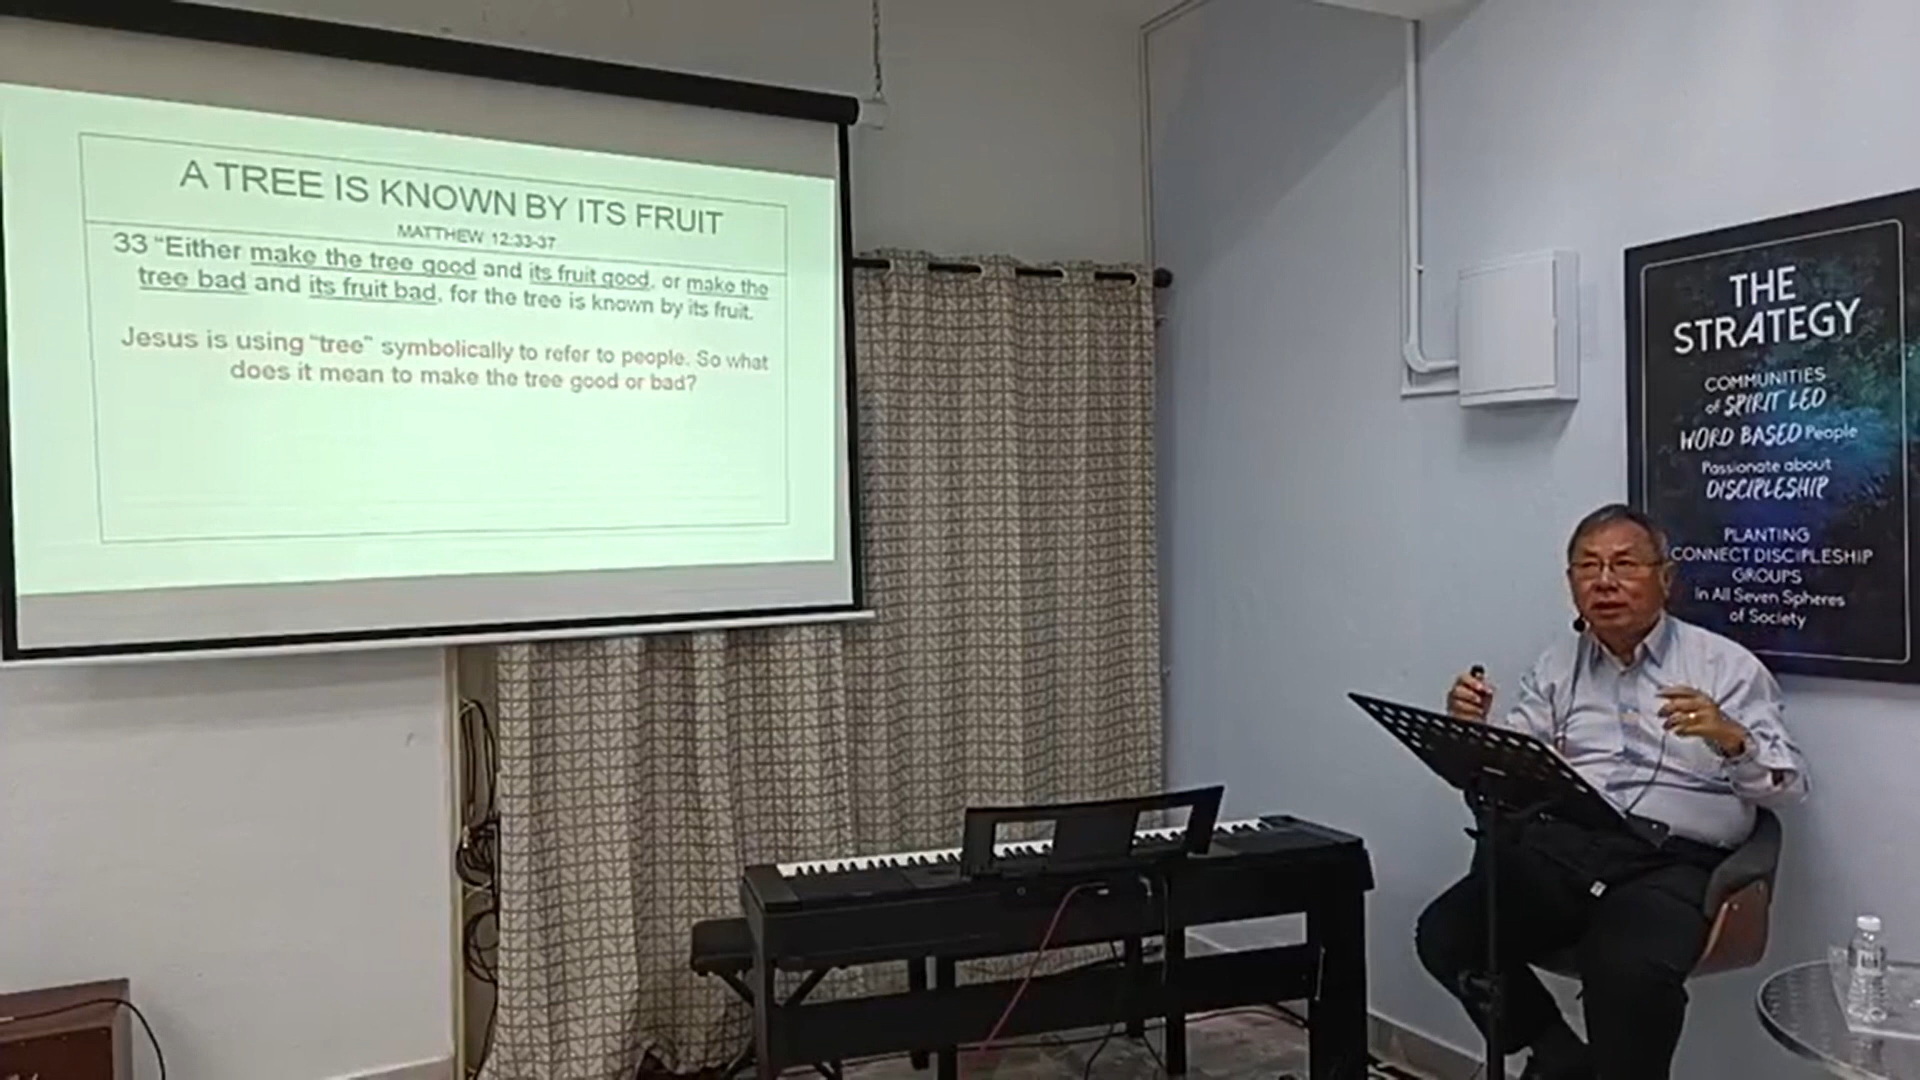 A TREE IS KNOWN BY ITS FRUIT
MATTHEW 12:33-37
33 “Either make the tree good and its fruit good, or make the
tree bad and its fruit bad, for the tree is known by its fruit.
Jesus is using “tree” symbolically to refer to people. So what
does it mean to make the tree good or bad?
THE
STRATEGY
COMMUNITIES
of SPIRIT LED
WORD BASED People
Passionate about
DISCIPLESHIP
PLANTING
CONNECT DISCIPLESHIP
GROUPS
in All Seven Spheres
of Society